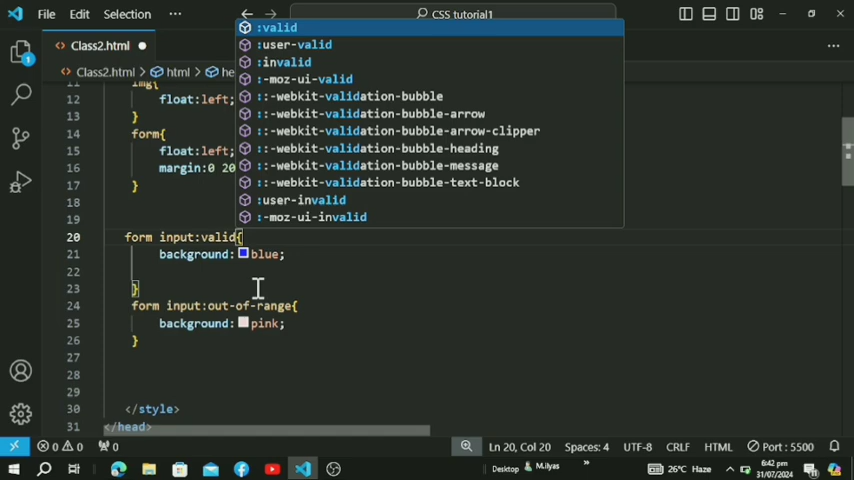 File Edit Selection ··· ← → CSS tutorial1
Class2.html ● ···
Class2.html > html > he
:valid
:user-valid
:invalid
:-moz-ui-valid
::-webkit-validation-bubble
::-webkit-validation-bubble-arrow
::-webkit-validation-bubble-arrow-clipper
::-webkit-validation-bubble-heading
::-webkit-validation-bubble-message
::-webkit-validation-bubble-text-block
:user-invalid
:-moz-ui-invalid
11 img{
12 float:left;
13 }
14 form{
15 float:left;
16 margin:0 20
17 }
18
19
20 form input:valid{
21 background:blue;
22
23 }
24 form input:out-of-range{
25 background:pink;
26 }
27
28
29
30 </style>
31 </head>
1
0 0 0 Ln 20, Col 20 Spaces: 4 UTF-8 CRLF HTML Port : 5500
Desktop M.ilyas » 26°C Haze 6:42 pm
31/07/2024